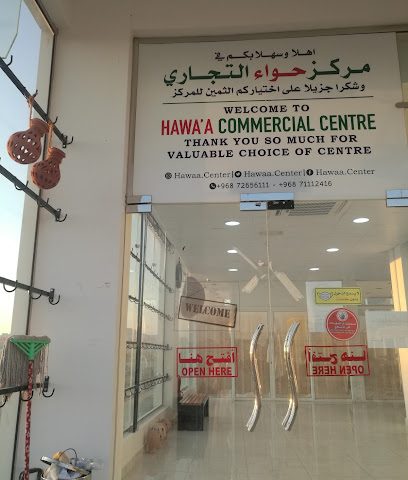 اهلا وسهلا بكم في
مركز حواء التجاري
وشكرا جزيلا على اختياركم الثمين للمركز
WELCOME TO
HAWA'A COMMERCIAL CENTRE
THANK YOU SO MUCH FOR
VALUABLE CHOICE OF CENTRE
Hawaa.Center| Hawaa.Center| Hawaa.Center
+968 72656111 - +968 71112416
WELCOME
افتح هنا
OPEN HERE
افتح هنا
OPEN HERE